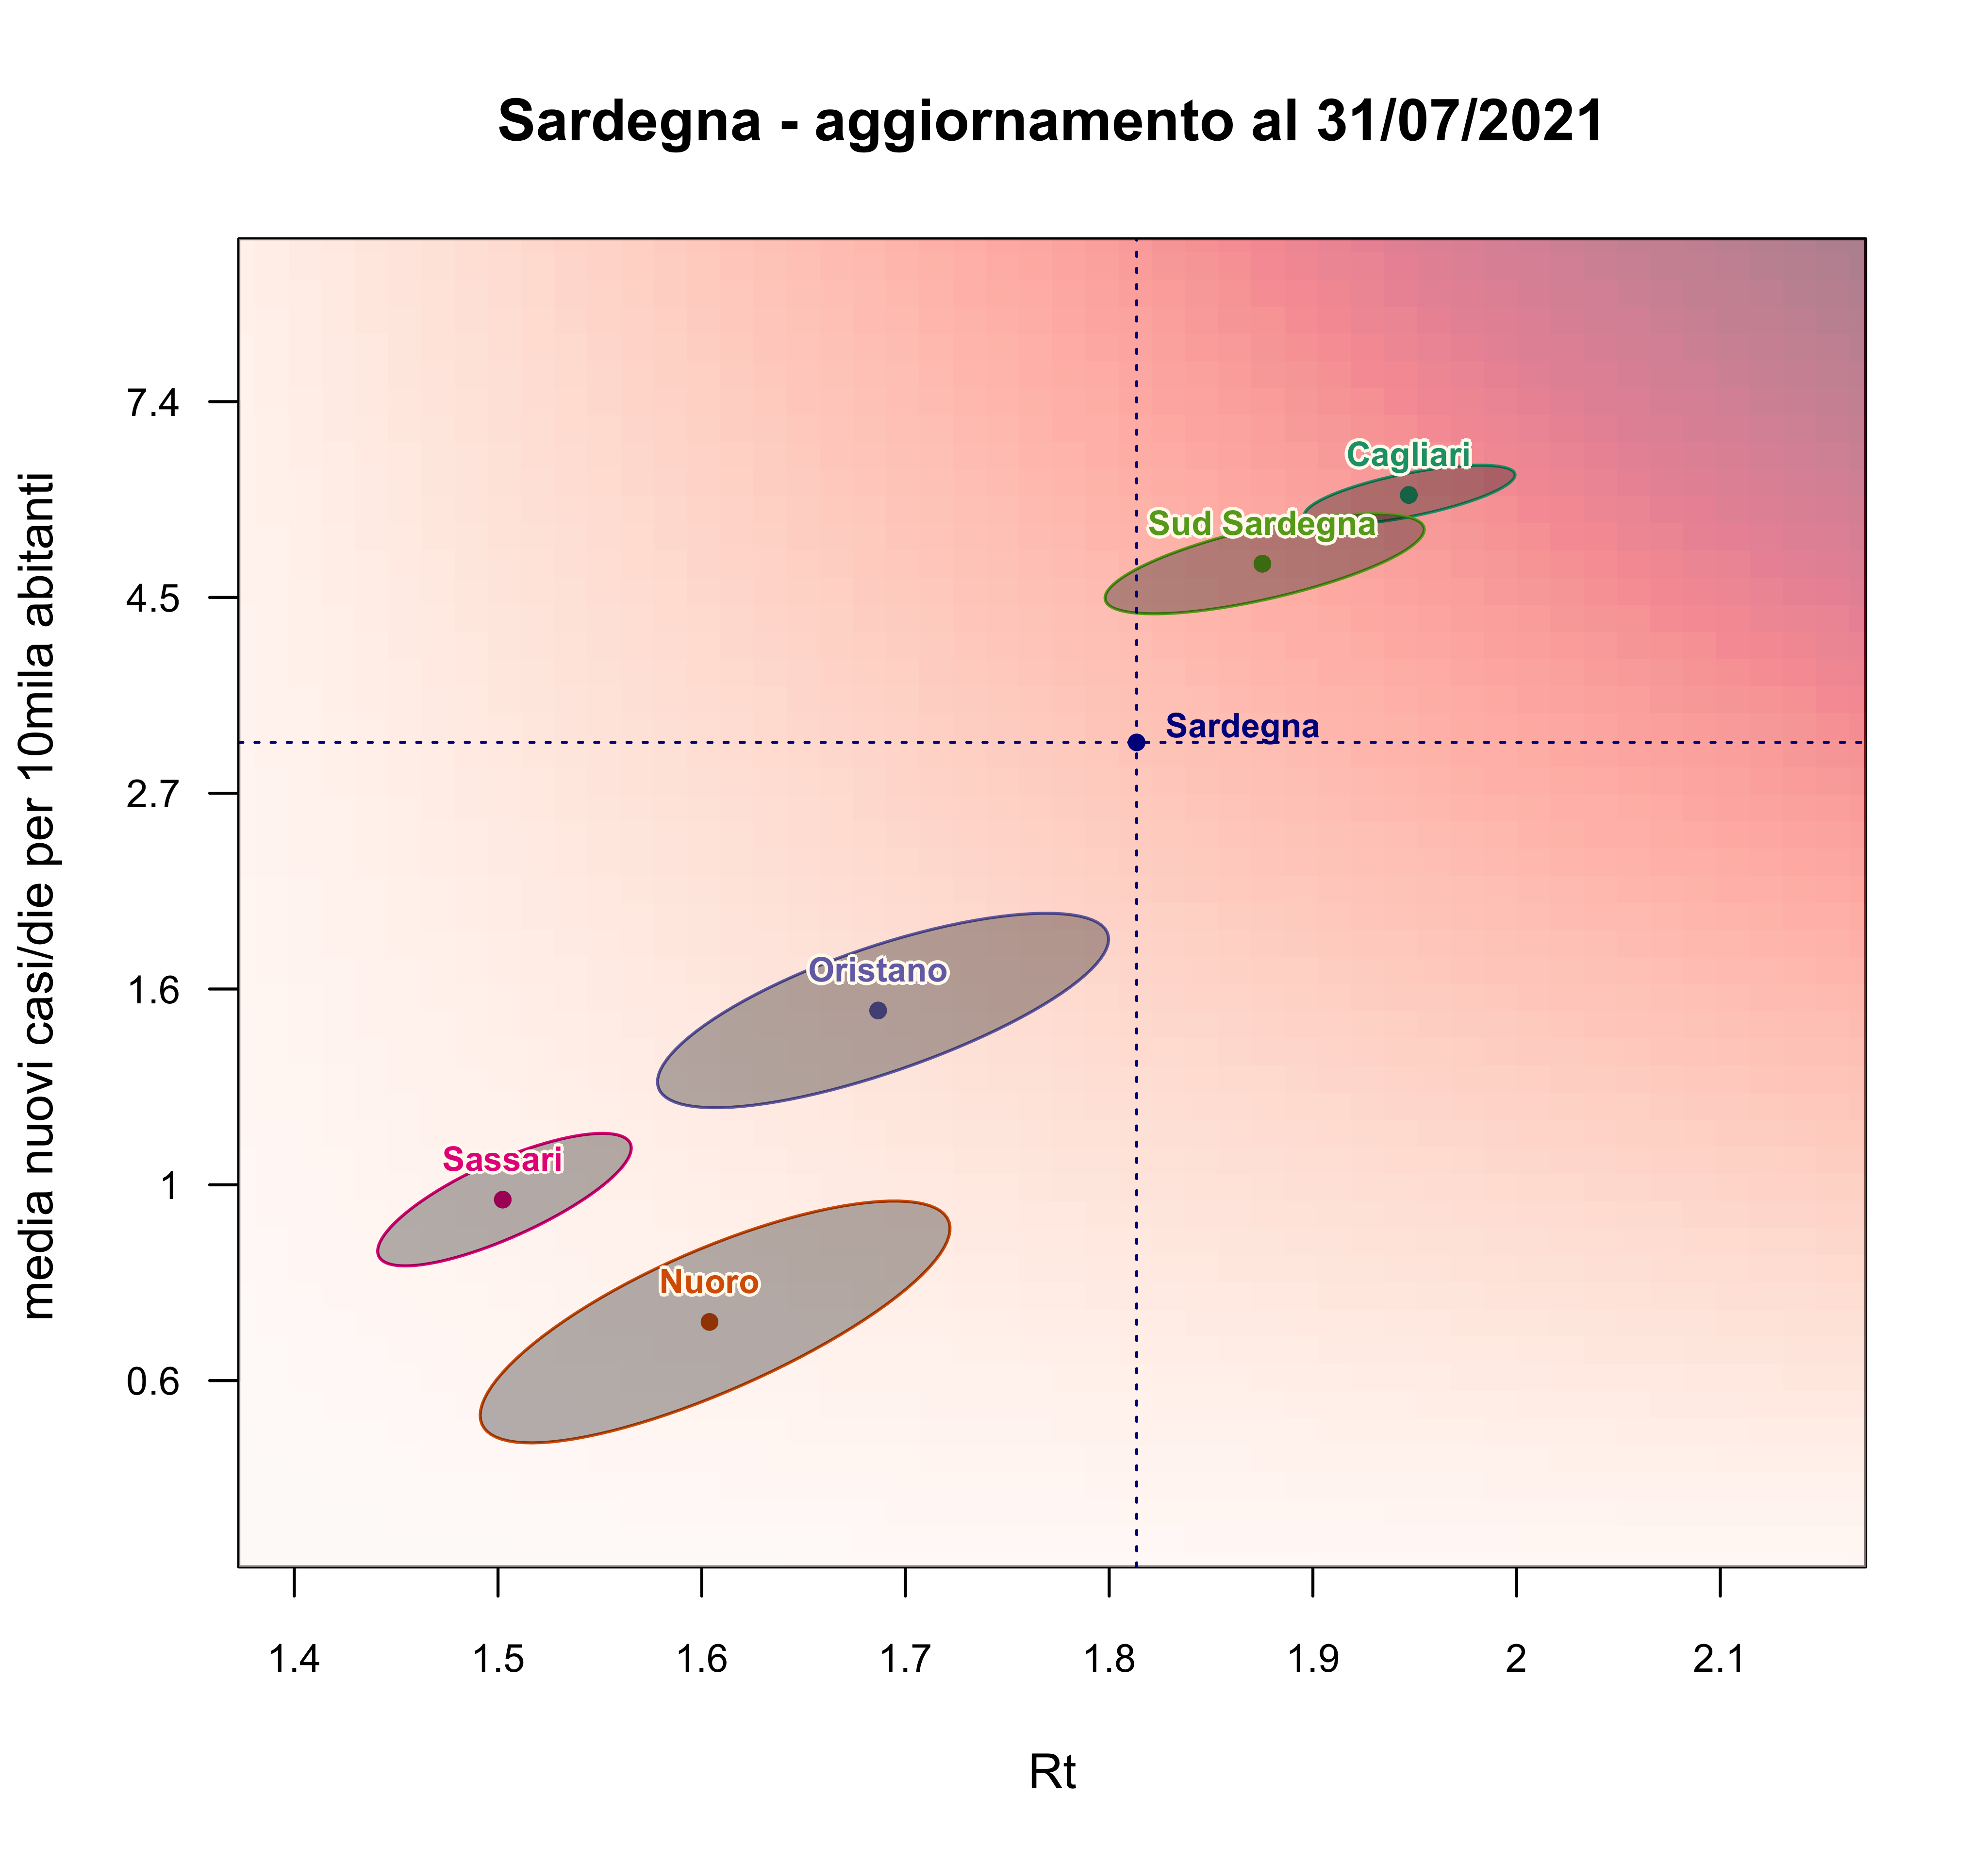 Sardegna - aggiornamento al 31/07/2021
media nuovi casi/die per 10mila abitanti
7.4
4.5
2.7
1.6
1
0.6
Cagliari
Sud Sardegna
Sardegna
Oristano
Sassari
Nuoro
1.4 1.5 1.6 1.7 1.8 1.9 2 2.1
Rt